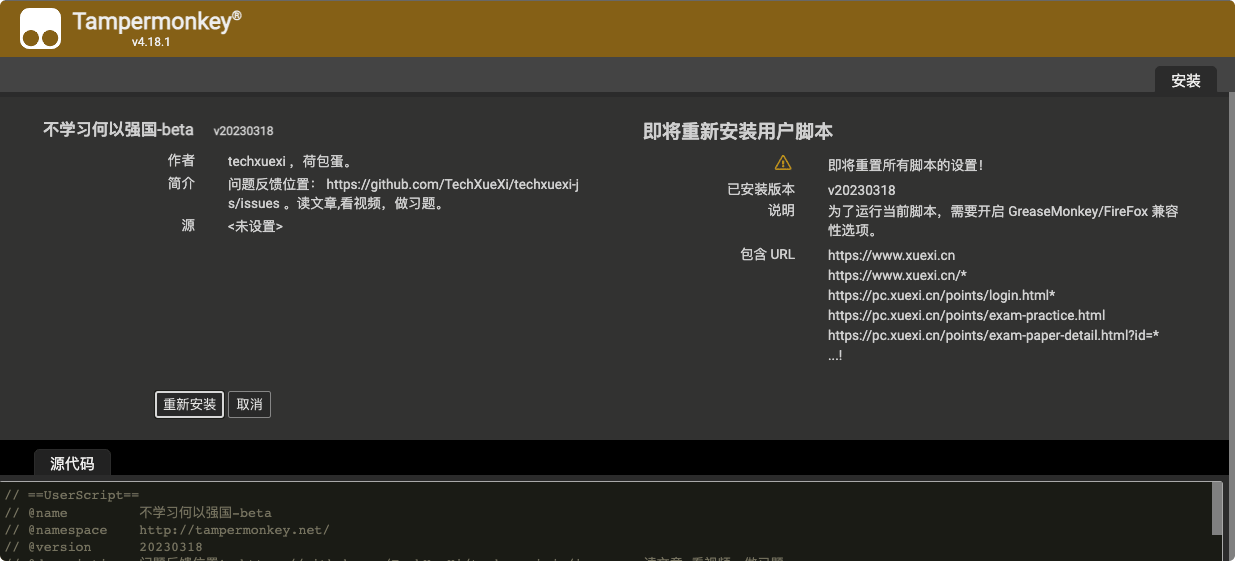 Tampermonkey®
v4.18.1
安装
不学习何以强国-beta v20230318
作者 techxuexi ，荷包蛋。
简介 问题反馈位置： https://github.com/TechXueXi/techxuexi-j
s/issues 。读文章,看视频，做习题。
源 <未设置>
即将重新安装用户脚本
即将重置所有脚本的设置!
已安装版本 v20230318
说明 为了运行当前脚本，需要开启 GreaseMonkey/FireFox 兼容
性选项。
包含 URL https://www.xuexi.cn
https://www.xuexi.cn/*
https://pc.xuexi.cn/points/login.html*
https://pc.xuexi.cn/points/exam-practice.html
https://pc.xuexi.cn/points/exam-paper-detail.html?id=*
...!
重新安装 取消
源代码
// ==UserScript==
// @name 不学习何以强国-beta
// @namespace http://tampermonkey.net/
// @version 20230318